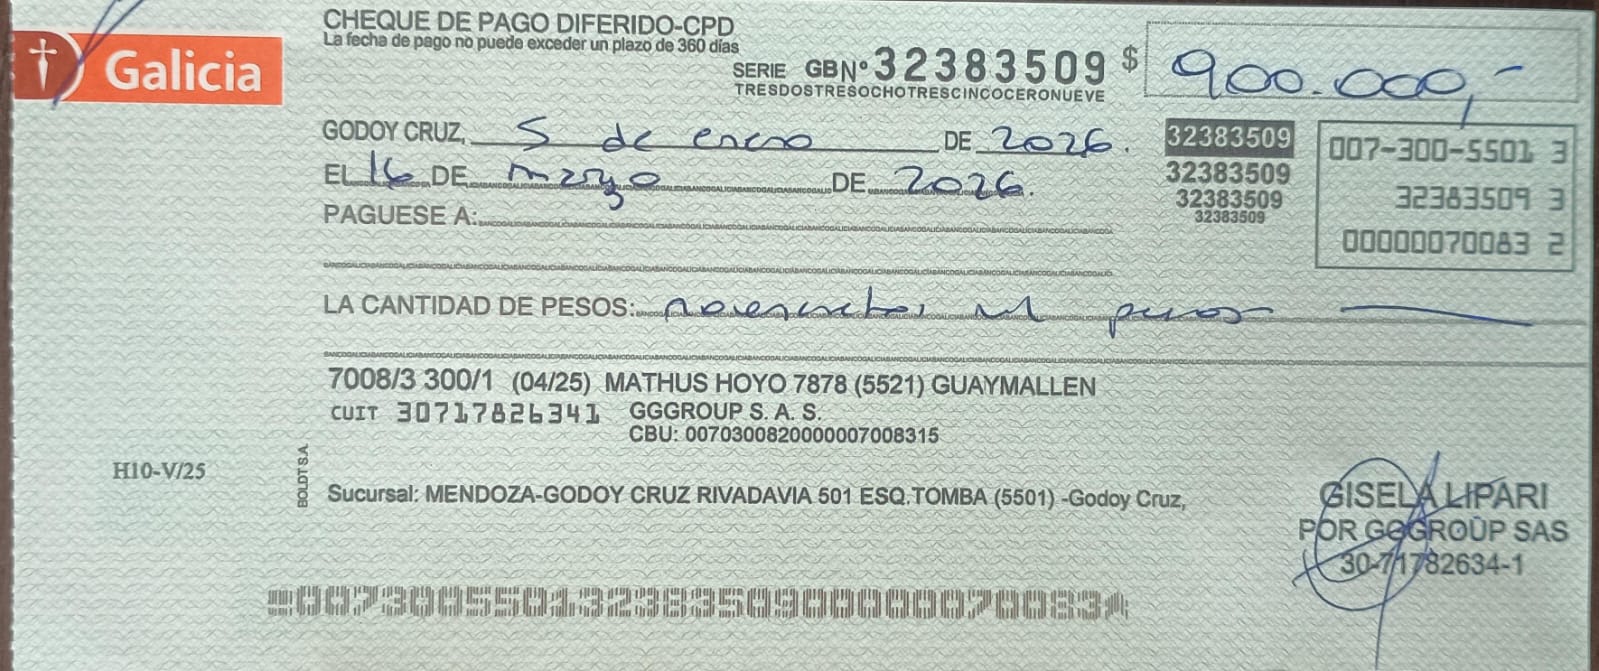 Galicia
CHEQUE DE PAGO DIFERIDO-CPD
La fecha de pago no puede exceder un plazo de 360 días
SERIE GB Nº 32383509 $ 900.000,-
TRESDOSTRESOCHOTRESCINCOCERONUEVE
GODOY CRUZ, 5 de enero DE 2026.
EL 16 DE marzo DE 2026.
PAGUESE A:
32383509
32383509
32383509
32383509
007-300-5501 3
32383509 3
00000070083 2
LA CANTIDAD DE PESOS: novecientos mil pesos
7008/3 300/1 (04/25) MATHUS HOYO 7878 (5521) GUAYMALLEN
CUIT 30717826341 GGGROUP S. A. S.
CBU: 0070300820000007008315
H10-V/25
BOLDT S.A.
Sucursal: MENDOZA-GODOY CRUZ RIVADAVIA 501 ESQ.TOMBA (5501) -Godoy Cruz,
GISELA LIPARI
POR GGGROUP SAS
30-71782634-1
00730055013238350900000070083